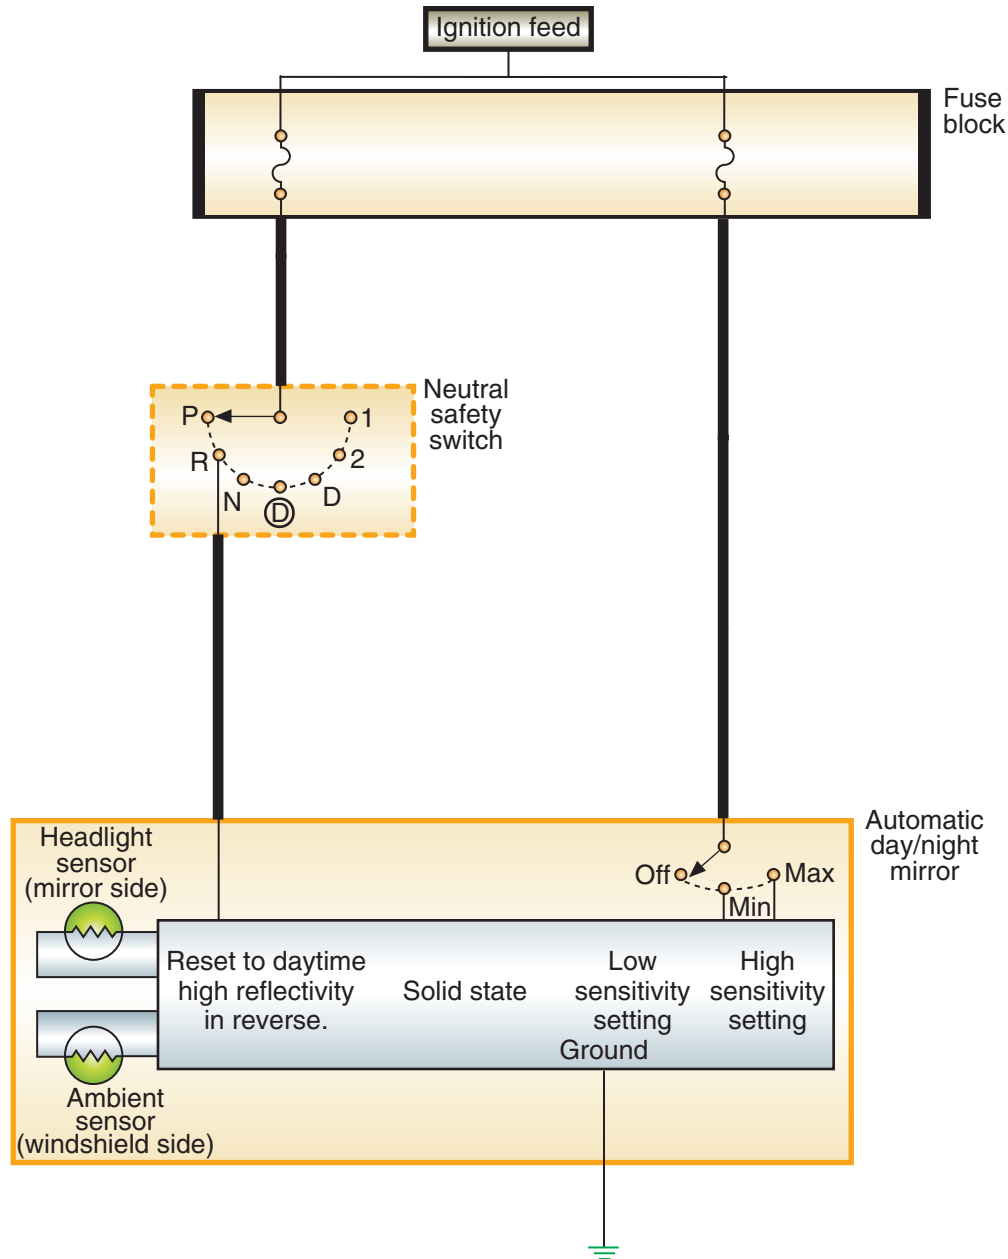 Ignition feed
Fuse
block
Neutral
safety
switch
P
1
R
2
N
D
D
Automatic
day/night
mirror
Headlight
sensor
(mirror side)
Off
Max
Min
Reset to daytime
high reflectivity
in reverse.
Solid state
Low
sensitivity
setting
High
sensitivity
setting
Ground
Ambient
sensor
(windshield side)